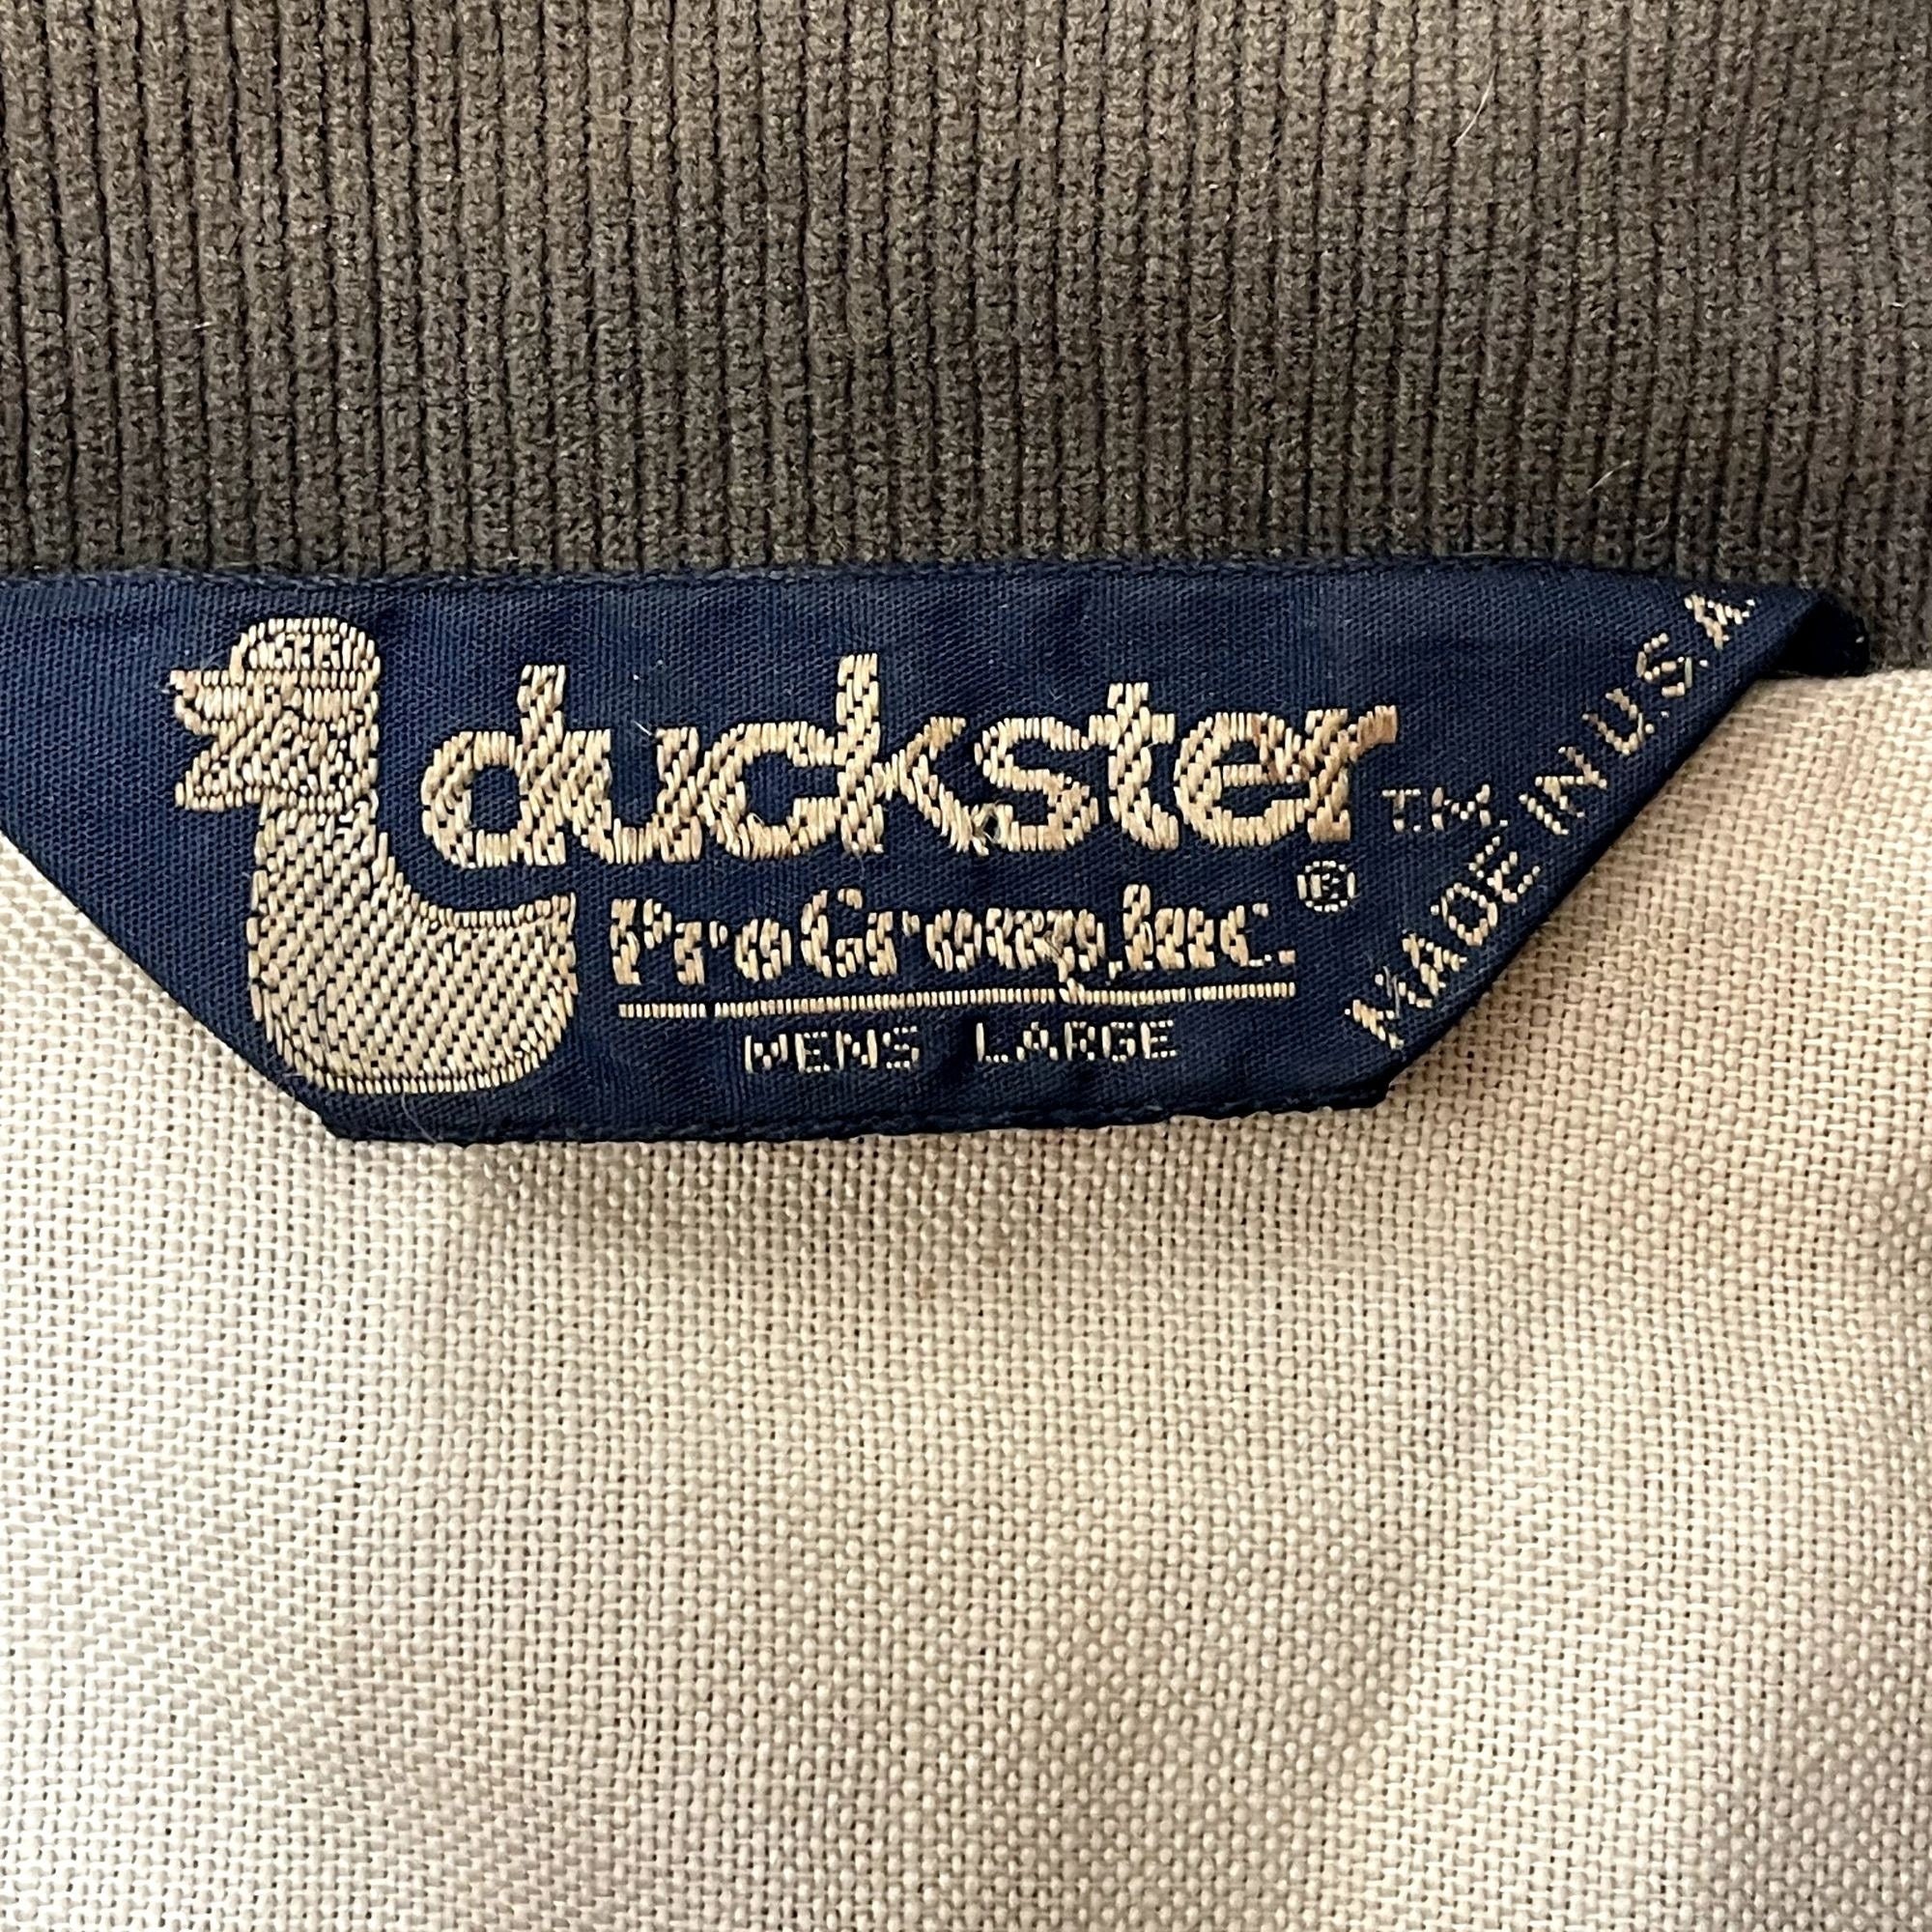 duckster T.M.
ProGroup, Inc. ®
MENS LARGE
MADE IN U.S.A.